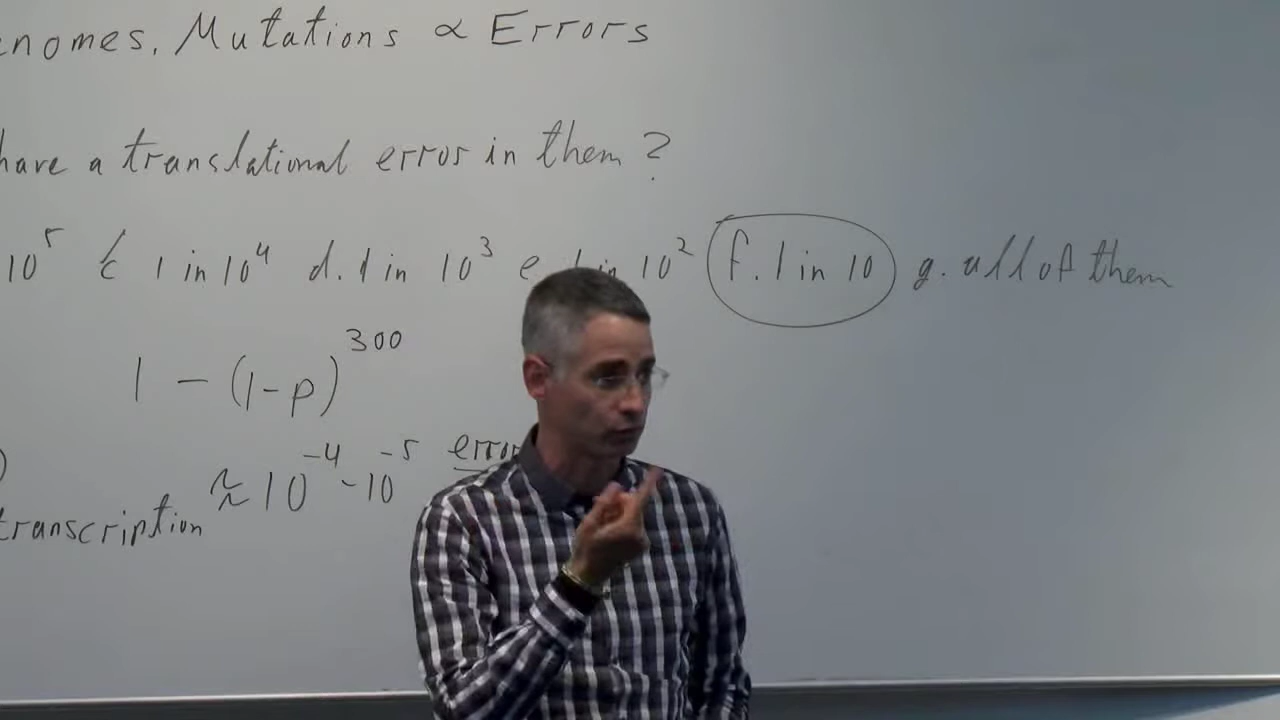 enomes, Mutations & Errors
have a translational error in them?
10⁵ c 1 in 10⁴ d. 1 in 10³ e 1 in 10² f. 1 in 10 g. all of them
1 - (1-p)³⁰⁰
)
transcription ≈ 10⁻⁴ - 10⁻⁵ error